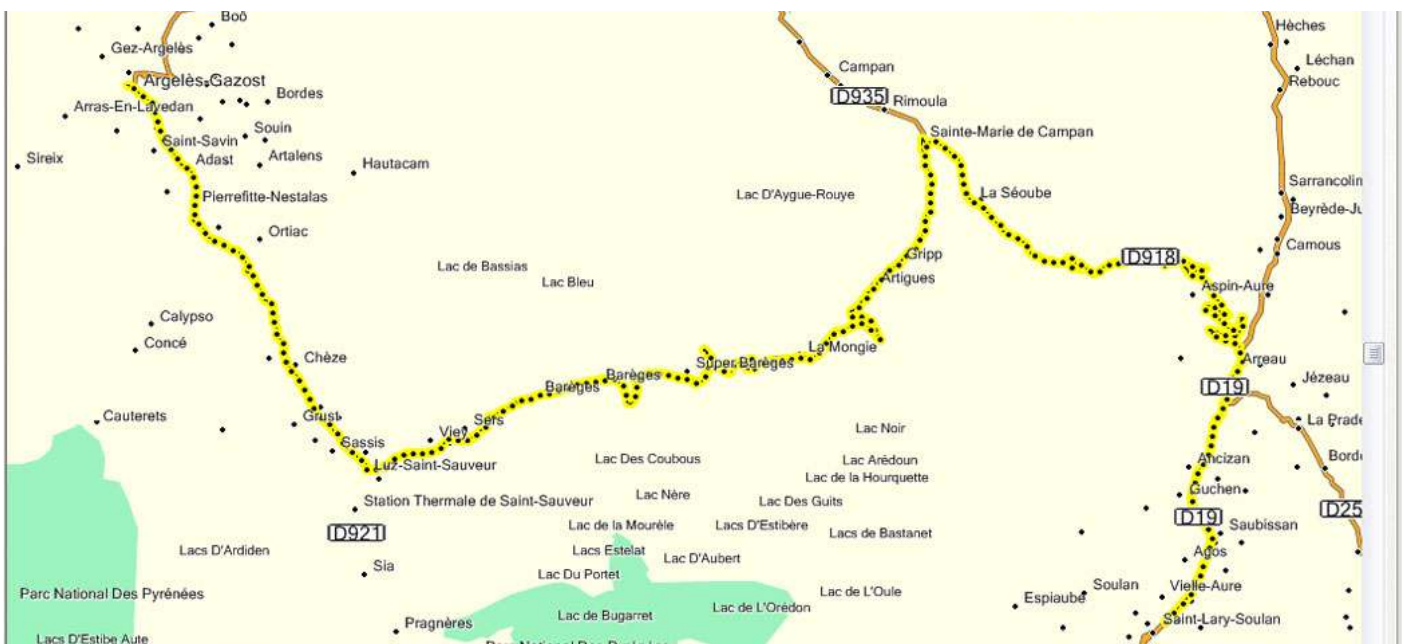 Boô
Hèches
Gez-Argelès
Léchan
Campan
Argelès-Gazost
Rebouc
Bordes
D935
Rimoula
Arras-En-Lavedan
Souin
Sainte-Marie de Campan
Saint-Savin
Adast
Artalens
Sireix
Hautacam
Sarrancolin
Pierrefitte-Nestalas
Lac D'Aygue-Rouye
La Séoube
Beyrède-Ju
Ortiac
Camous
Gripp
D918
Lac de Bassias
Artigues
Lac Bleu
Aspin-Aure
Calypso
Concé
La Mongie
Chèze
Super Barèges
Arreau
Barèges
Barèges
Jézeau
D19
Cauterets
Grust
Sers
La Prade
Viey
Lac Noir
Sassis
Bord
Luz-Saint-Sauveur
Lac Des Coubous
Lac Arédoun
Ancizan
Lac de la Hourquette
Guchen
Station Thermale de Saint-Sauveur
Lac Nère
Lac Des Guits
D25
D19
Lac de la Mourèle
Lacs D'Estibère
Saubissan
D921
Lacs de Bastanet
Lacs D'Ardiden
Lacs Estelat
Lac D'Aubert
Agos
Sia
Lac Du Portet
Soulan
Vielle-Aure
Parc National Des Pyrénées
Lac de L'Oule
Espiaube
Lac de L'Orédon
Lac de Bugarret
Saint-Lary-Soulan
Pragnères
Lacs D'Estibe Aute
Parc National Des Pyrénées